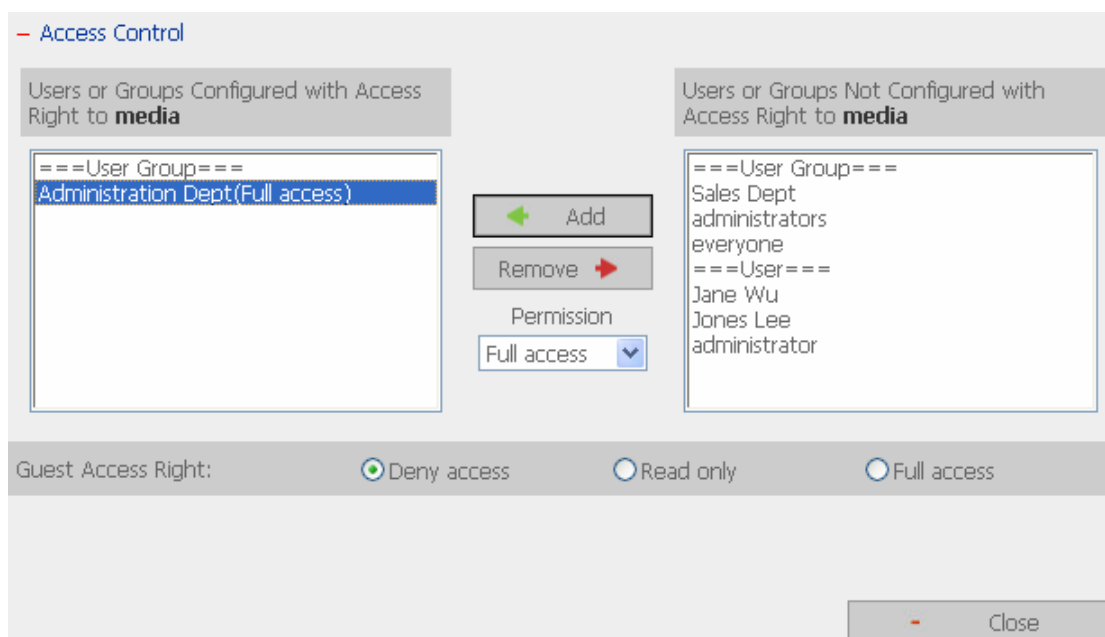 – Access Control
Users or Groups Configured with Access
Right to media
Users or Groups Not Configured with
Access Right to media
===User Group===
Administration Dept(Full access)
Add
Remove
Permission
Full access
===User Group===
Sales Dept
administrators
everyone
===User===
Jane Wu
Jones Lee
administrator
Guest Access Right: Deny access Read only Full access
- Close